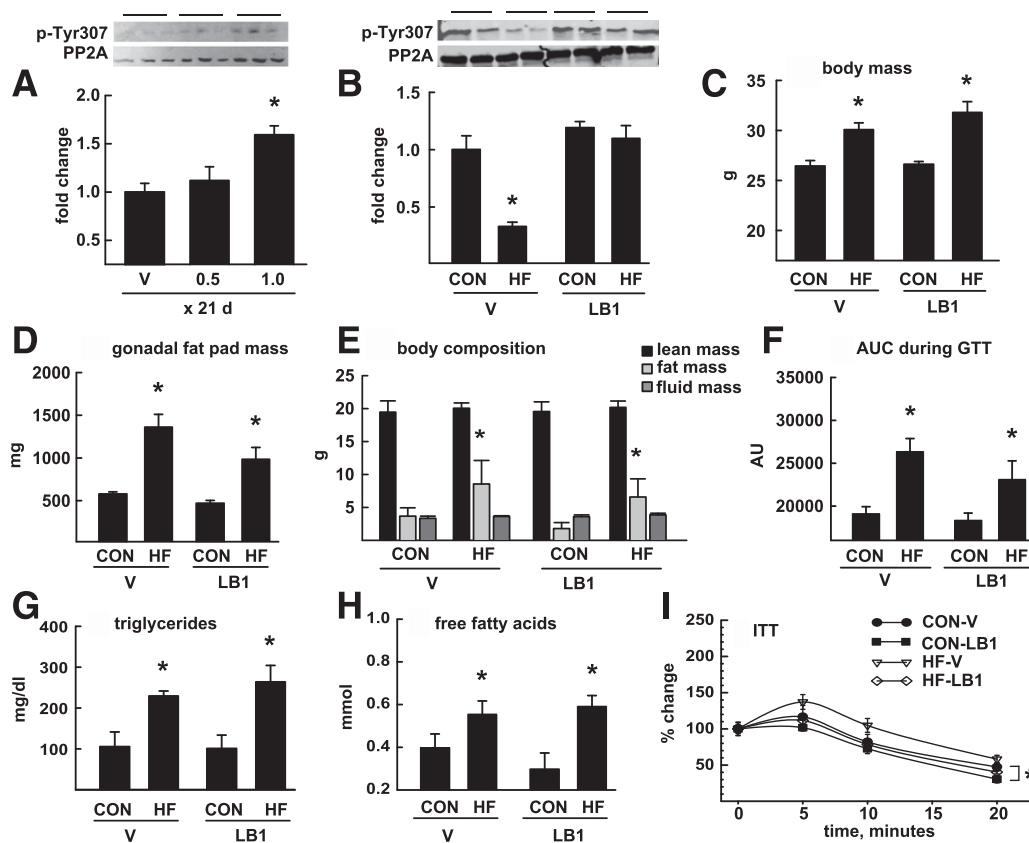 p-Tyr307
PP2A
A
fold change
2.0
1.5
1.0
0.5
*
V 0.5 1.0
x 21 d
p-Tyr307
PP2A
B
fold change
1.5
1.0
0.5
*
CON HF CON HF
V LB1
C
body mass
g
35
30
25
20
* *
CON HF CON HF
V LB1
D
gonadal fat pad mass
mg
2000
1500
1000
500
* *
CON HF CON HF
V LB1
E
body composition
lean mass
fat mass
fluid mass
g
25
20
15
10
5
* *
CON HF CON HF
V LB1
F
AUC during GTT
AU
35000
30000
25000
20000
* *
CON HF CON HF
V LB1
G
triglycerides
mg/dl
400
300
200
100
* *
CON HF CON HF
V LB1
H
free fatty acids
mmol
1.0
0.8
0.6
0.4
0.2
* *
CON HF CON HF
V LB1
I
ITT
CON-V
CON-LB1
HF-V
HF-LB1
% change
250
200
150
100
50
*
0 5 10 15 20
time, minutes